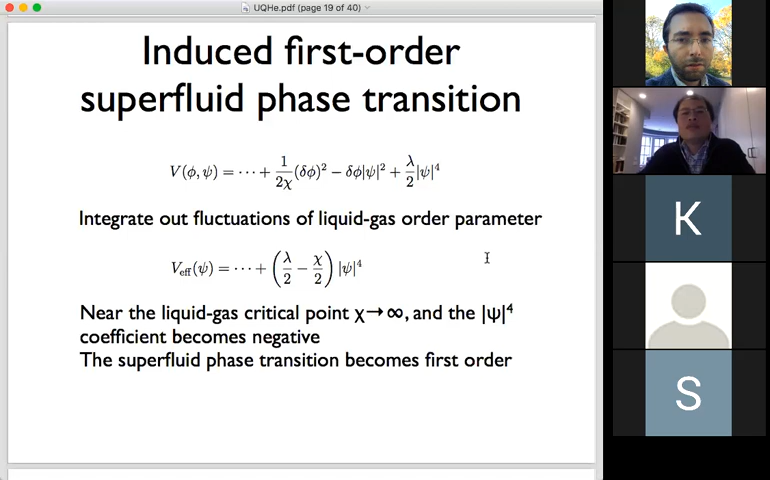 UQHe.pdf (page 19 of 40)
Induced first-order
superfluid phase transition
V(ϕ, ψ) = ··· + 1/2χ (δϕ)² − δϕ|ψ|² + λ/2 |ψ|⁴
Integrate out fluctuations of liquid-gas order parameter
V_eff(ψ) = ··· + (λ/2 − χ/2) |ψ|⁴
Near the liquid-gas critical point χ→∞, and the |ψ|⁴
coefficient becomes negative
The superfluid phase transition becomes first order
K
S